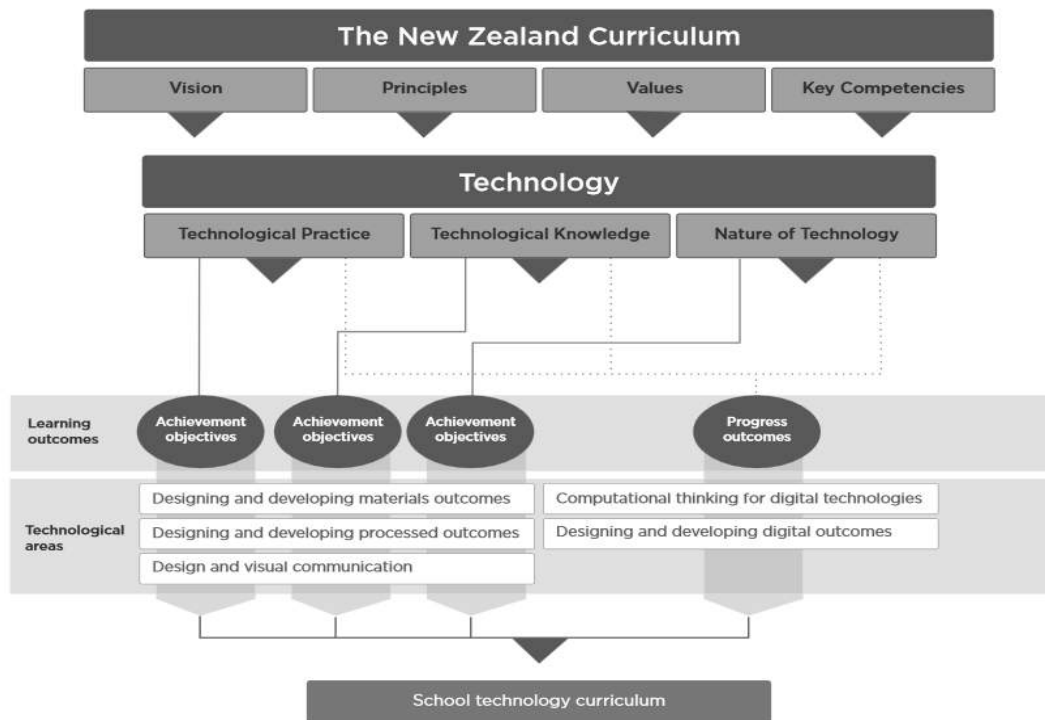 The New Zealand Curriculum
Vision
Principles
Values
Key Competencies
Technology
Technological Practice
Technological Knowledge
Nature of Technology
Learning
outcomes
Achievement
objectives
Achievement
objectives
Achievement
objectives
Progress
outcomes
Technological
areas
Designing and developing materials outcomes
Designing and developing processed outcomes
Design and visual communication
Computational thinking for digital technologies
Designing and developing digital outcomes
School technology curriculum